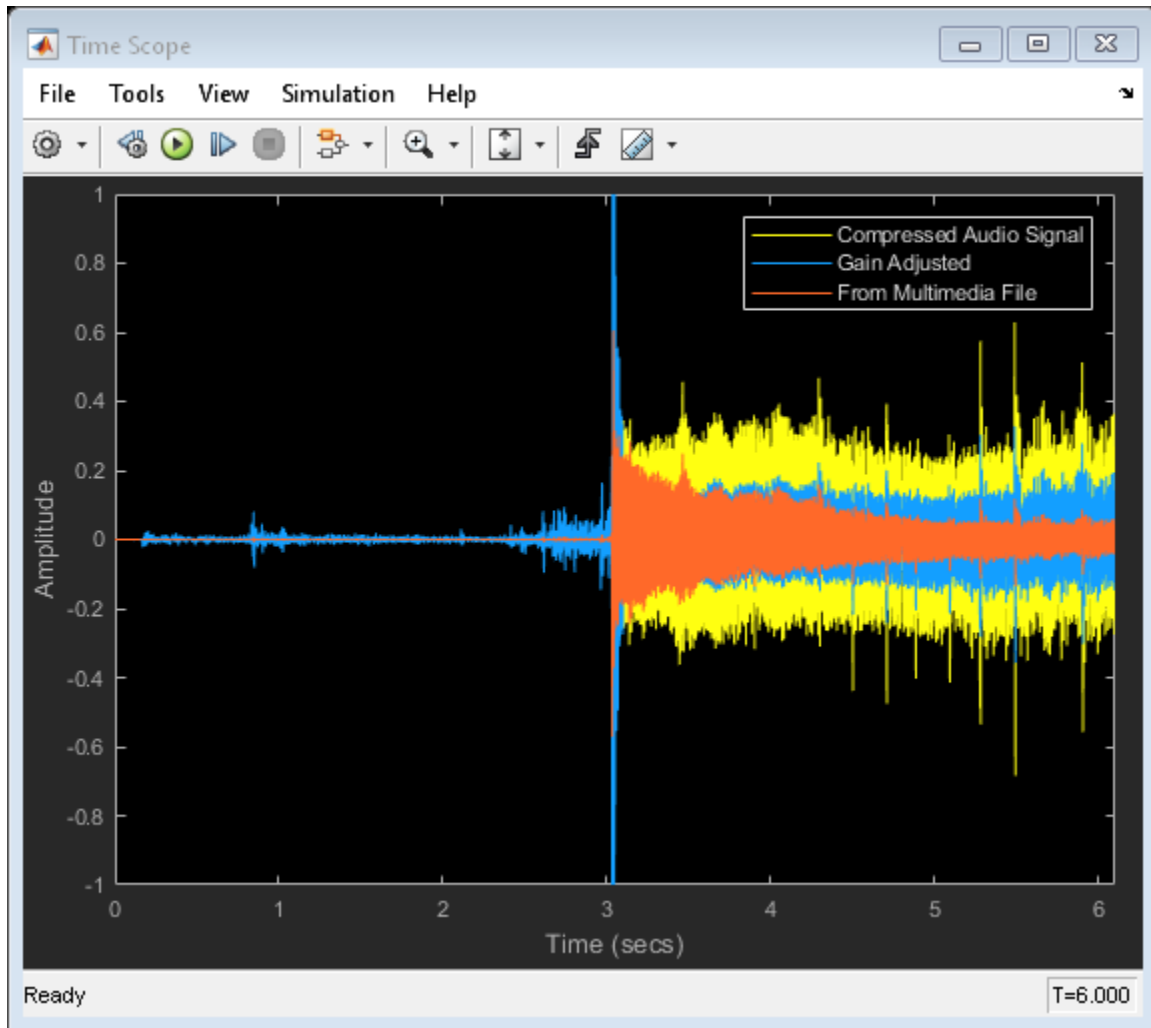 Time Scope
File Tools View Simulation Help
1
0.8
0.6
0.4
0.2
0
-0.2
-0.4
-0.6
-0.8
-1
Amplitude
Compressed Audio Signal
Gain Adjusted
From Multimedia File
0 1 2 3 4 5 6
Time (secs)
Ready T=6.000